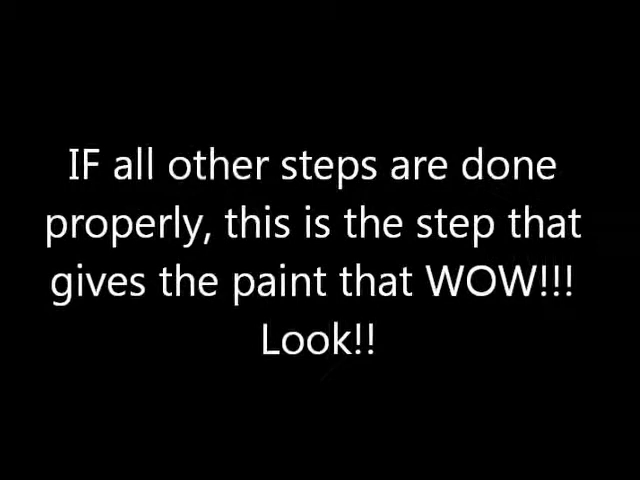 IF all other steps are done
properly, this is the step that
gives the paint that WOW!!!
Look!!